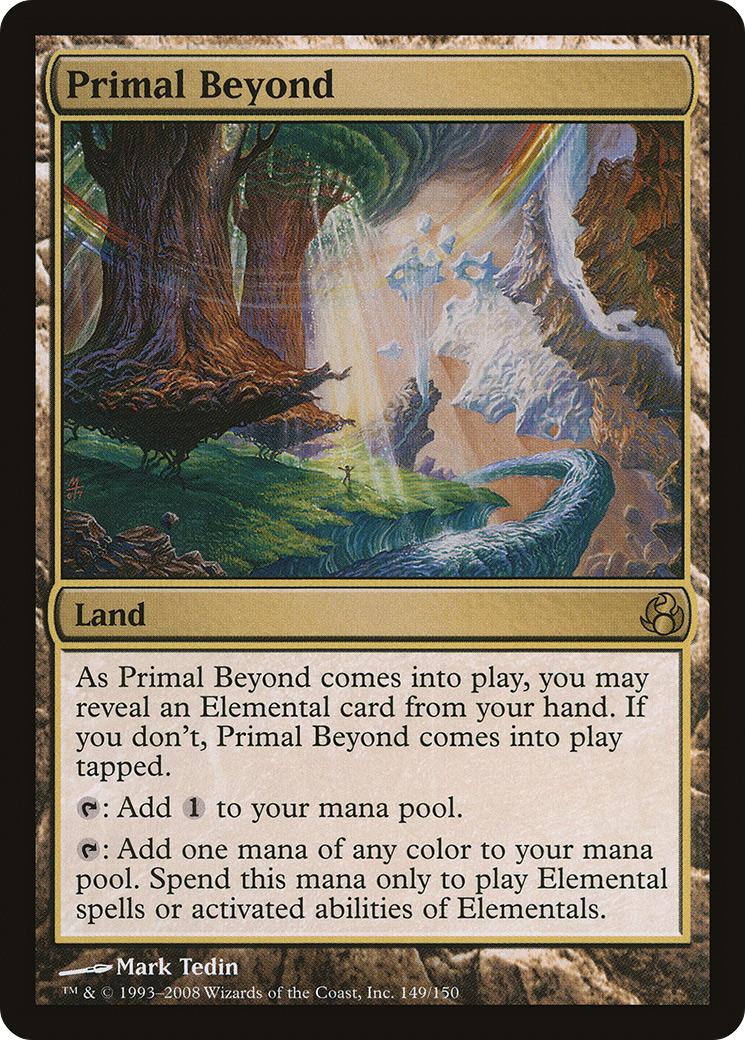 Primal Beyond
Land
As Primal Beyond comes into play, you may
reveal an Elemental card from your hand. If
you don't, Primal Beyond comes into play
tapped.
: Add 1 to your mana pool.
: Add one mana of any color to your mana
pool. Spend this mana only to play Elemental
spells or activated abilities of Elementals.
Mark Tedin
™ & © 1993–2008 Wizards of the Coast, Inc. 149/150